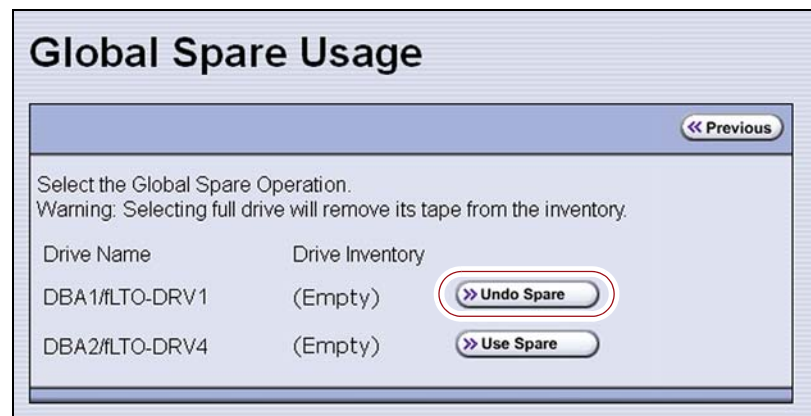 Global Spare Usage
Previous
Select the Global Spare Operation.
Warning: Selecting full drive will remove its tape from the inventory.
Drive Name Drive Inventory
DBA1/fLTO-DRV1 (Empty) Undo Spare
DBA2/fLTO-DRV4 (Empty) Use Spare